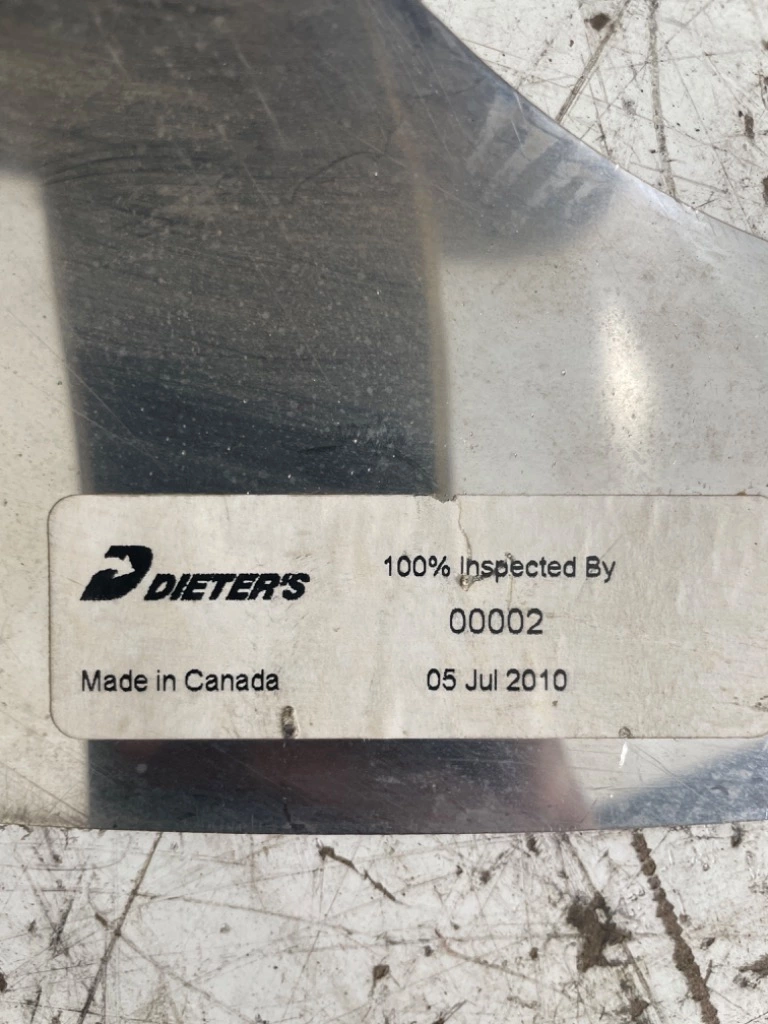 DIETER'S
100% Inspected By
00002
Made in Canada
05 Jul 2010